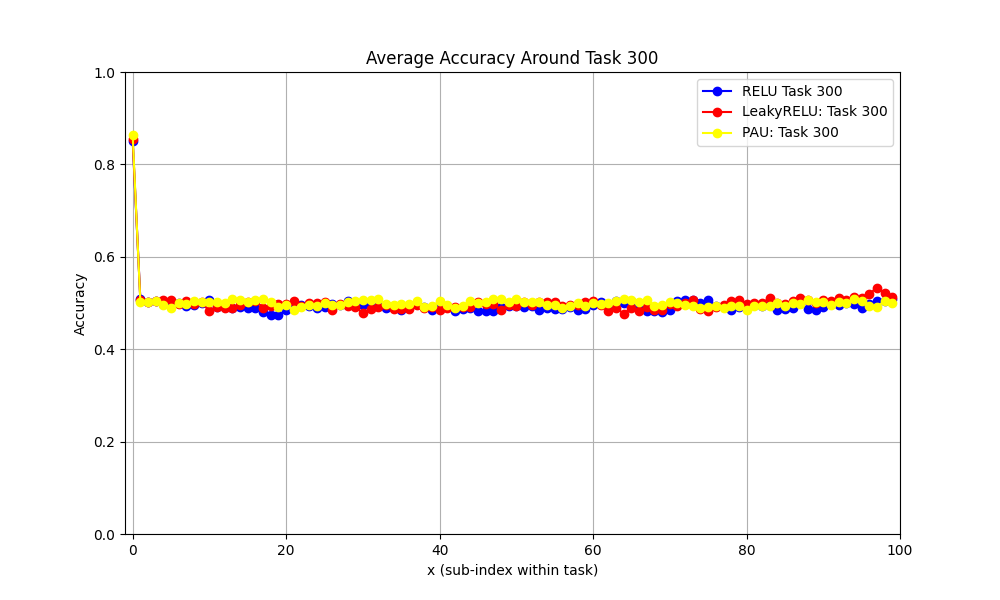 Average Accuracy Around Task 300
RELU Task 300
LeakyRELU: Task 300
PAU: Task 300
1.0
0.8
0.6
0.4
0.2
0.0
Accuracy
0 20 40 60 80 100
x (sub-index within task)